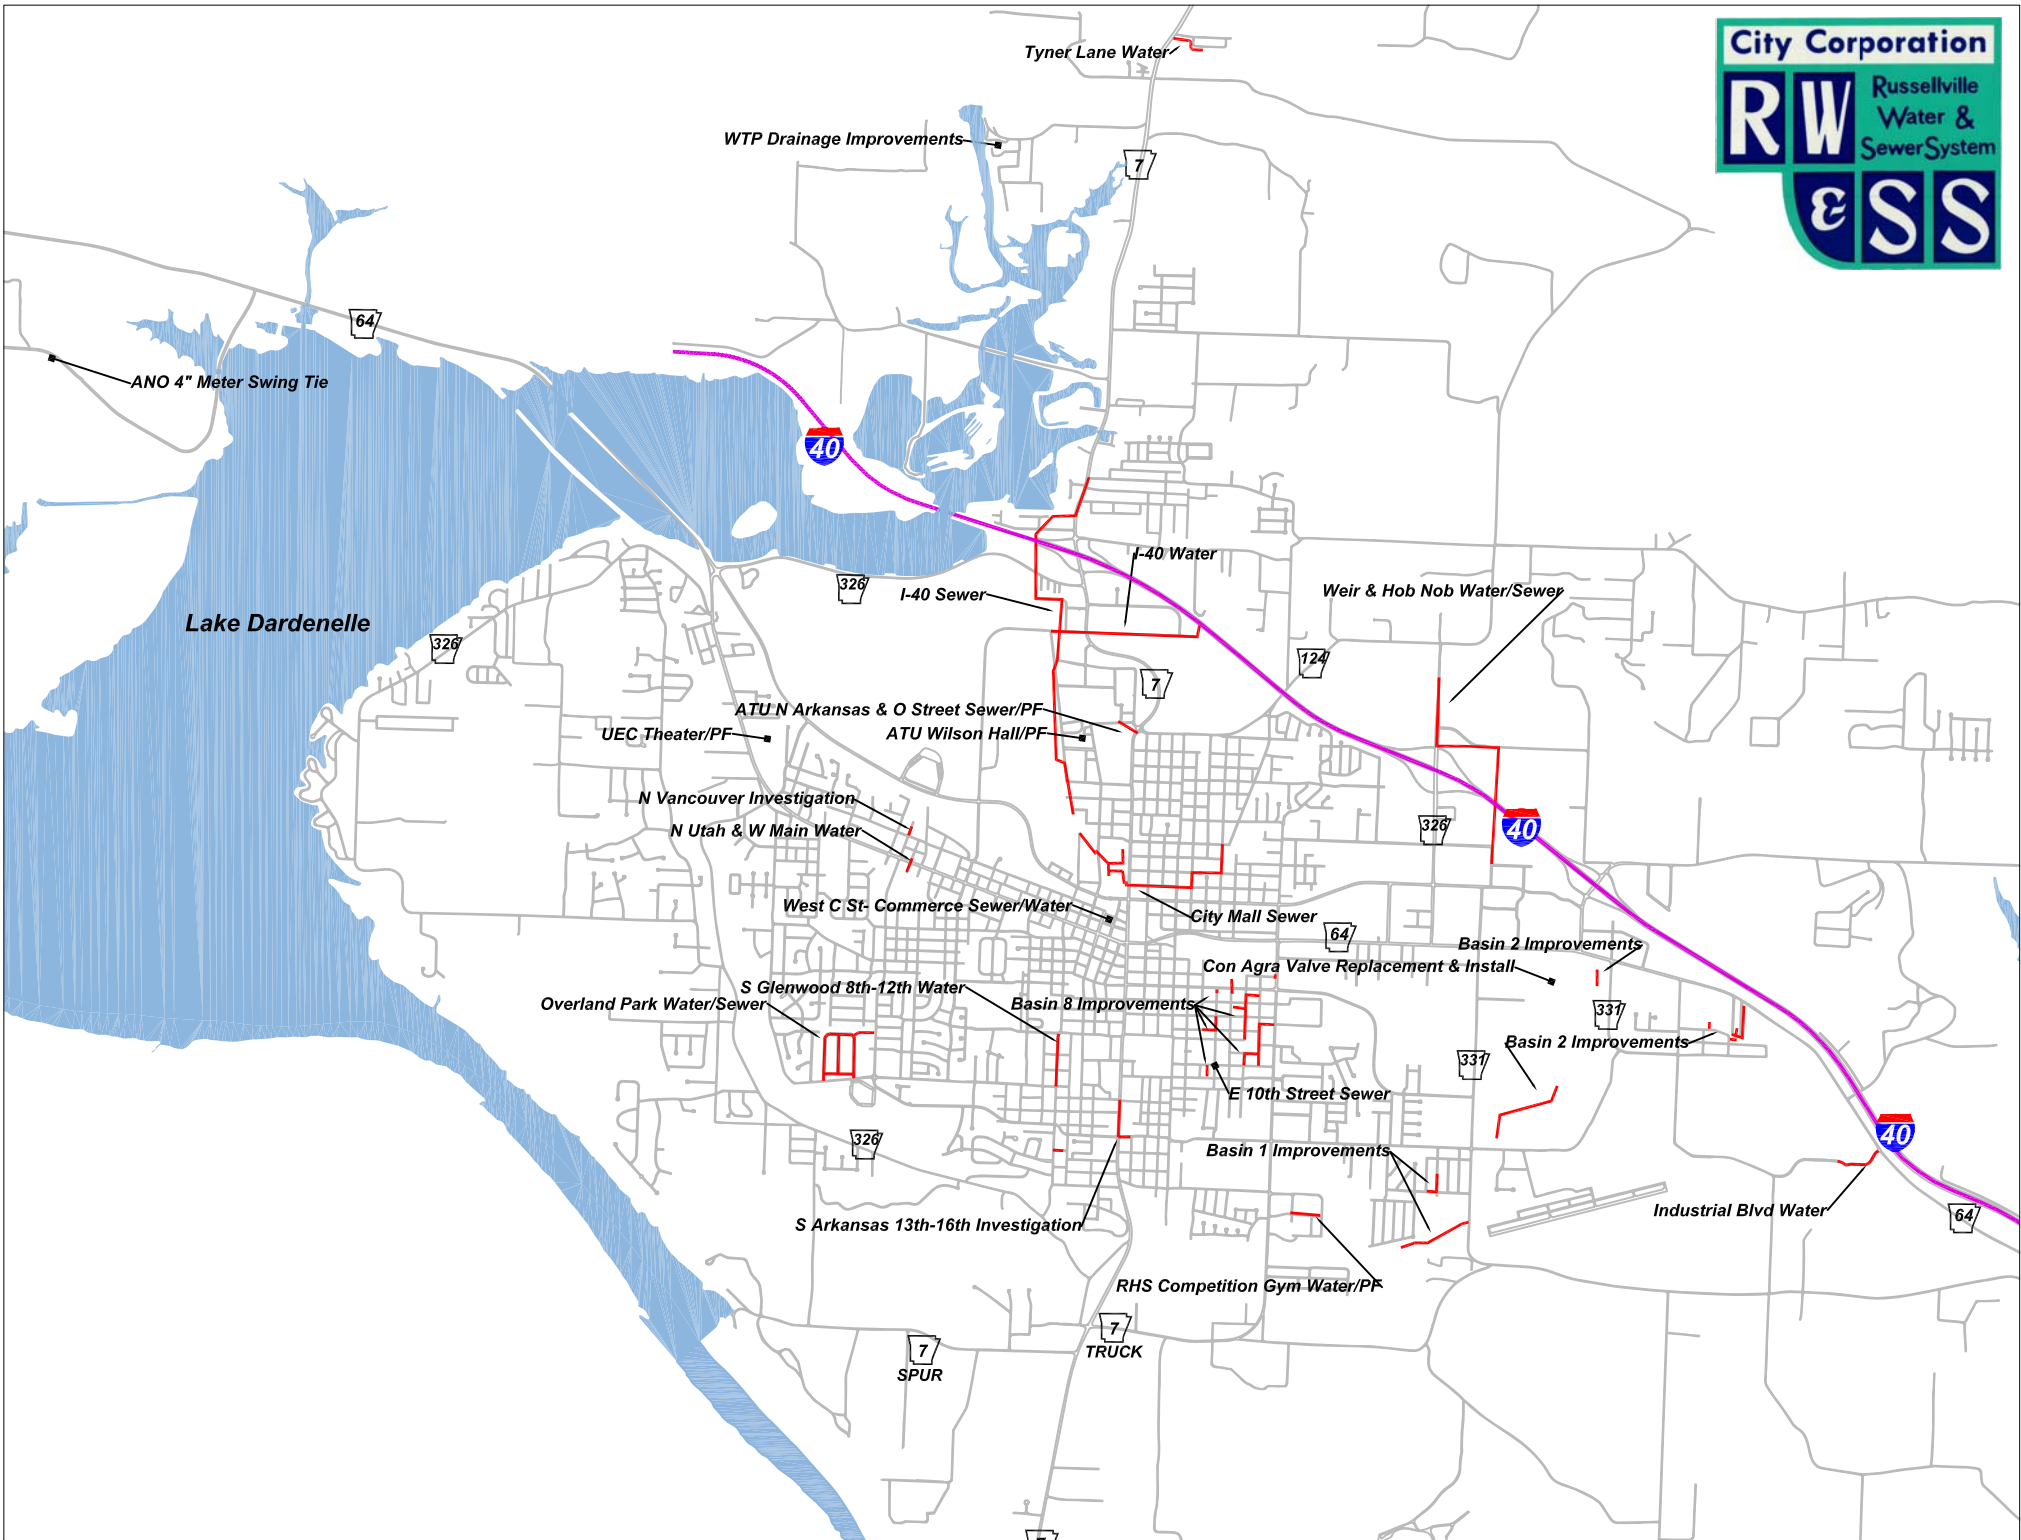 City Corporation
R W
Russellville
Water &
Sewer System
& S S
Tyner Lane Water
WTP Drainage Improvements
7
64
ANO 4" Meter Swing Tie
40
I-40 Water
326
I-40 Sewer
Weir & Hob Nob Water/Sewer
Lake Dardenelle
326
124
7
ATU N Arkansas & O Street Sewer/PF
UEC Theater/PF
ATU Wilson Hall/PF
N Vancouver Investigation
N Utah & W Main Water
326
40
West C St- Commerce Sewer/Water
City Mall Sewer
64
Basin 2 Improvements
Con Agra Valve Replacement & Install
S Glenwood 8th-12th Water
Overland Park Water/Sewer
Basin 8 Improvements
331
Basin 2 Improvements
331
E 10th Street Sewer
40
326
Basin 1 Improvements
S Arkansas 13th-16th Investigation
Industrial Blvd Water
64
RHS Competition Gym Water/PF
7
TRUCK
7
SPUR
7